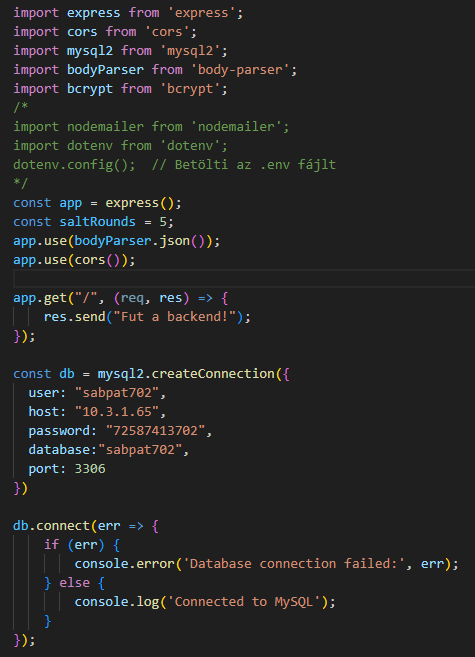 import express from 'express';
import cors from 'cors';
import mysql2 from 'mysql2';
import bodyParser from 'body-parser';
import bcrypt from 'bcrypt';
/*
import nodemailer from 'nodemailer';
import dotenv from 'dotenv';
dotenv.config();  // Betölti az .env fájlt
*/
const app = express();
const saltRounds = 5;
app.use(bodyParser.json());
app.use(cors());

app.get("/", (req, res) => {
    res.send("Fut a backend!");
});

const db = mysql2.createConnection({
  user: "sabpat702",
  host: "10.3.1.65",
  password: "72587413702",
  database:"sabpat702",
  port: 3306
})

db.connect(err => {
    if (err) {
        console.error('Database connection failed:', err);
    } else {
        console.log('Connected to MySQL');
    }
});